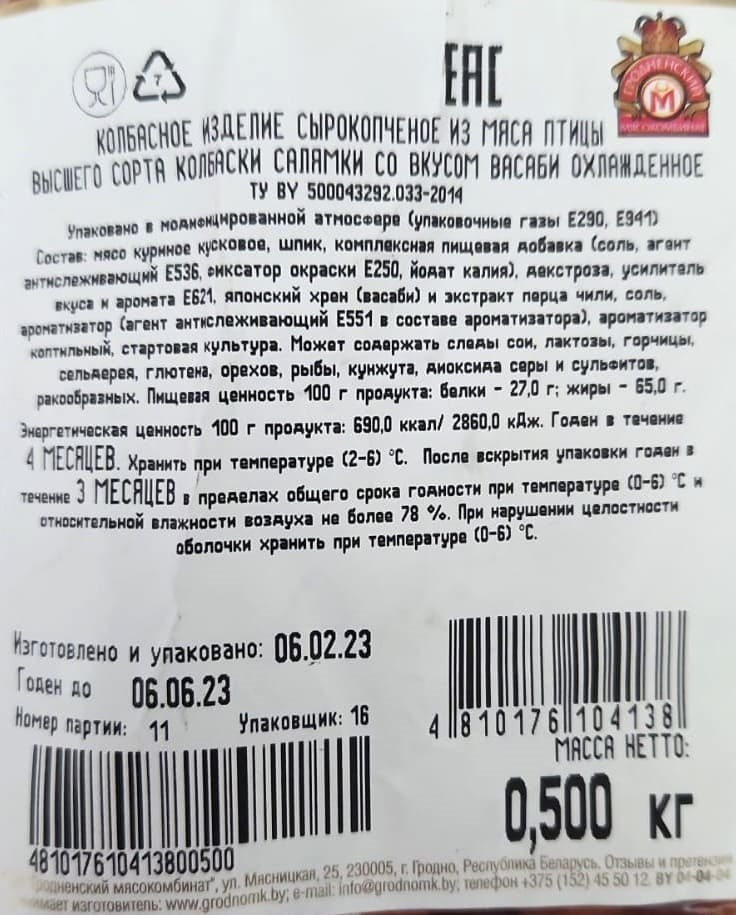 7
ЕАС
ГРОДНЕНСКИЙ
М
МЯСОКОМБИНАТ
КОЛБАСНОЕ ИЗДЕЛИЕ СЫРОКОПЧЕНОЕ ИЗ МЯСА ПТИЦЫ
ВЫСШЕГО СОРТА КОЛБАСКИ САЛЯМКИ СО ВКУСОМ ВАСАБИ ОХЛАЖДЕННОЕ
ТУ BY 500043292.033-2014
Упаковано в модифицированной атмосфере (упаковочные газы Е290, Е941)
Состав: мясо куриное кусковое, шпик, комплексная пищевая добавка (соль, агент
антислеживающий Е536, фиксатор окраски Е250, йодат калия), декстроза, усилитель
вкуса и аромата Е621, японский хрен (васаби) и экстракт перца чили, соль,
ароматизатор (агент антислеживающий Е551 в составе ароматизатора), ароматизатор
коптильный, стартовая культура. Может содержать следы сои, лактозы, горчицы,
сельдерея, глютена, орехов, рыбы, кунжута, диоксида серы и сульфитов,
ракообразных. Пищевая ценность 100 г продукта: белки - 27,0 г; жиры - 65,0 г.
Энергетическая ценность 100 г продукта: 690,0 ккал/ 2860,0 кДж. Годен в течение
4 МЕСЯЦЕВ. Хранить при температуре (2-6) °С. После вскрытия упаковки годен в
течение 3 МЕСЯЦЕВ в пределах общего срока годности при температуре (0-6) °С и
относительной влажности воздуха не более 78 %. При нарушении целостности
оболочки хранить при температуре (0-6) °С.
Изготовлено и упаковано: 06.02.23
Годен до 06.06.23
Номер партии: 11 Упаковщик: 16
4 810176 104138
МАССА НЕТТО:
0,500 кг
481017610413800500
мясокомбинат", ул. Мясницкая, 25, 230005, г. Гродно, Республика Беларусь. Отзывы и претензии
изготовитель: www.grodnomk.by; e-mail: info@grodnomk.by; телефон +375 (152) 45 50 12. BY 04-04-04